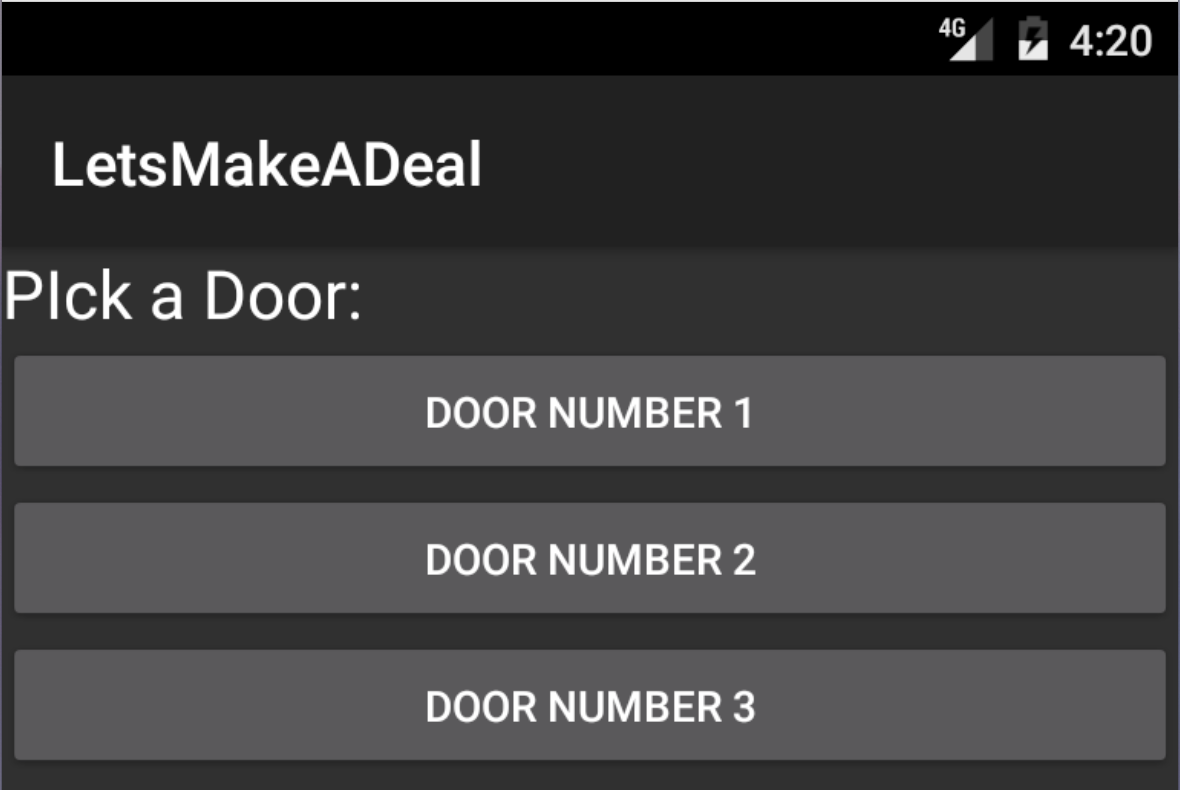 4G 4:20
LetsMakeADeal
PIck a Door:
DOOR NUMBER 1
DOOR NUMBER 2
DOOR NUMBER 3